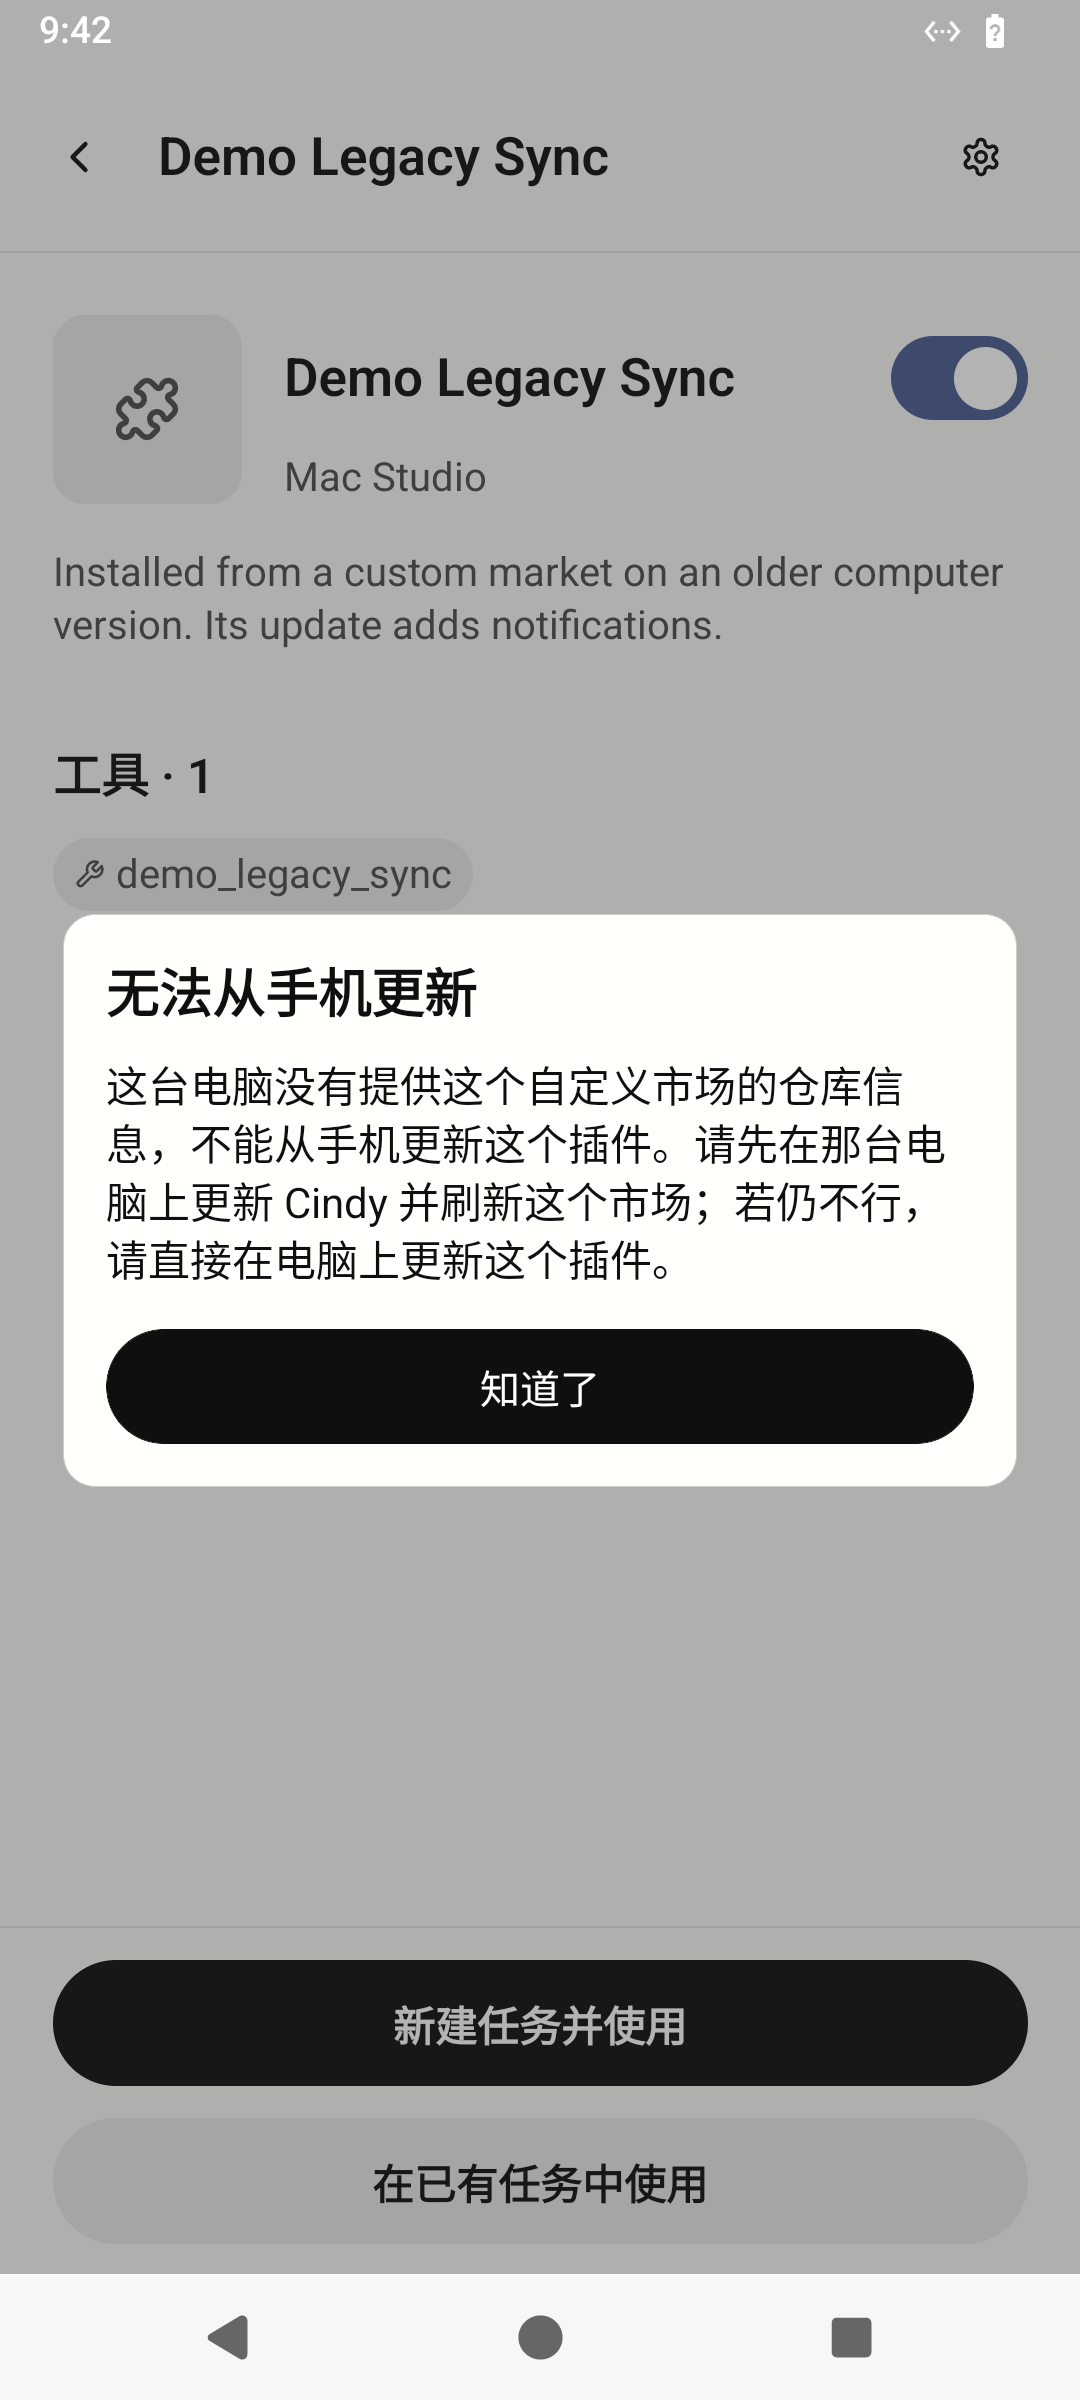 9:42
Demo Legacy Sync
Demo Legacy Sync
Mac Studio
Installed from a custom market on an older computer
version. Its update adds notifications.
工具 · 1
demo_legacy_sync
无法从手机更新
这台电脑没有提供这个自定义市场的仓库信
息，不能从手机更新这个插件。请先在那台电
脑上更新 Cindy 并刷新这个市场；若仍不行，
请直接在电脑上更新这个插件。
知道了
新建任务并使用
在已有任务中使用